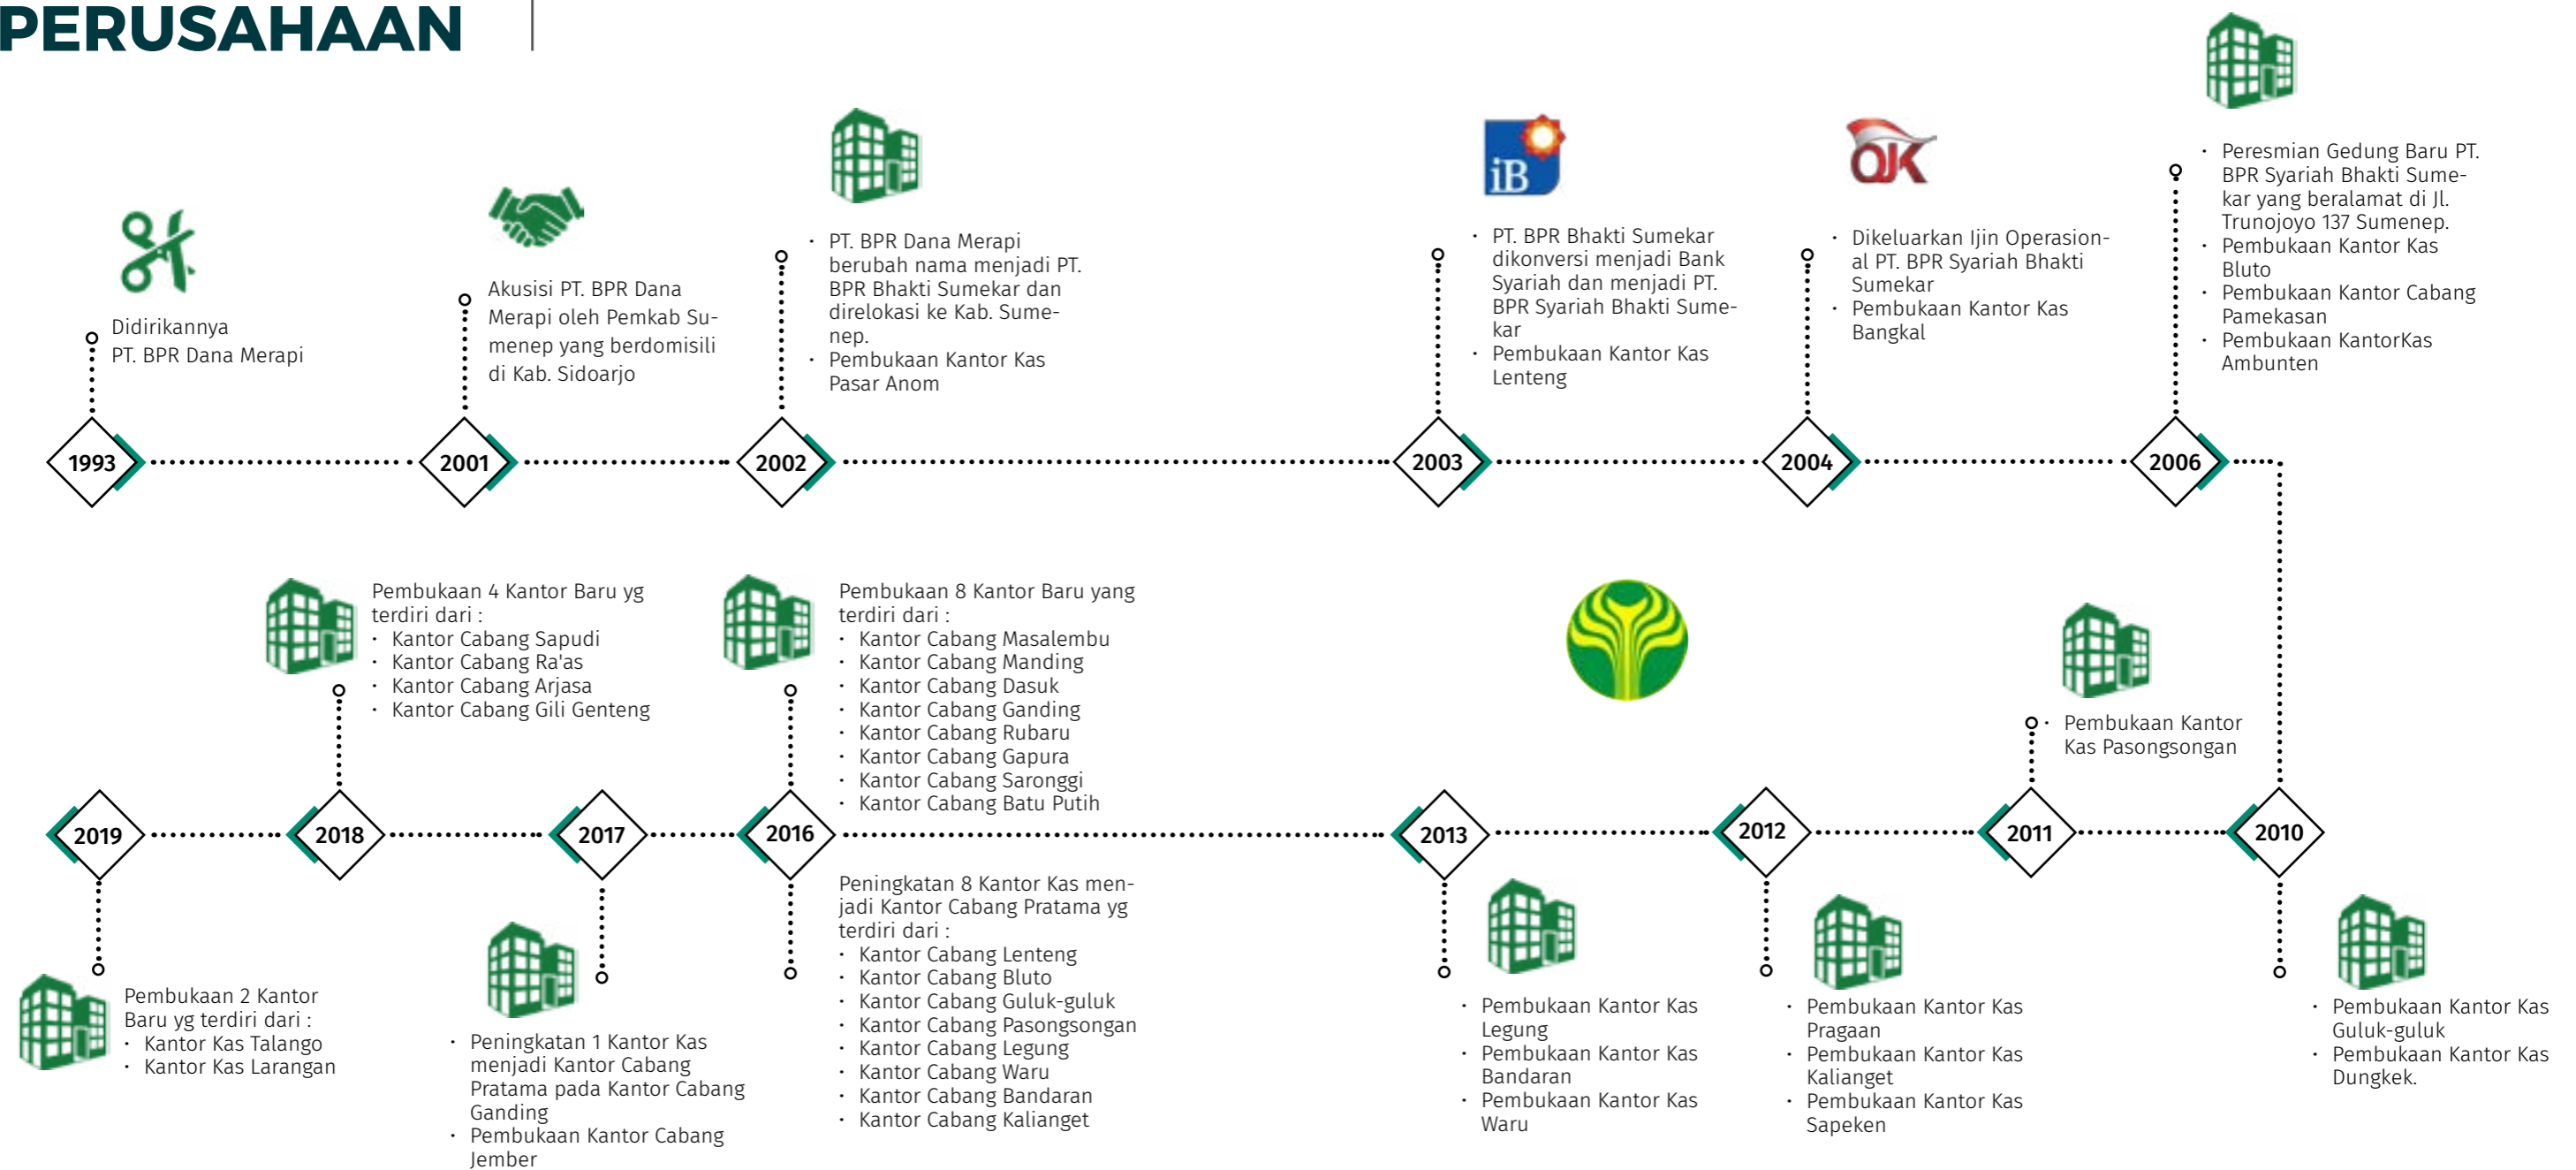 PERUSAHAAN
Didirikannya
PT. BPR Dana Merapi
1993
Akusisi PT. BPR Dana
Merapi oleh Pemkab Su-
menep yang berdomisili
di Kab. Sidoarjo
2001
· PT. BPR Dana Merapi
berubah nama menjadi PT.
BPR Bhakti Sumekar dan
direlokasi ke Kab. Sume-
nep.
· Pembukaan Kantor Kas
Pasar Anom
2002
iB
· PT. BPR Bhakti Sumekar
dikonversi menjadi Bank
Syariah dan menjadi PT.
BPR Syariah Bhakti Sume-
kar
· Pembukaan Kantor Kas
Lenteng
2003
OJK
· Dikeluarkan Ijin Operasion-
al PT. BPR Syariah Bhakti
Sumekar
· Pembukaan Kantor Kas
Bangkal
2004
· Peresmian Gedung Baru PT.
BPR Syariah Bhakti Sume-
kar yang beralamat di Jl.
Trunojoyo 137 Sumenep.
· Pembukaan Kantor Kas
Bluto
· Pembukaan Kantor Cabang
Pamekasan
· Pembukaan KantorKas
Ambunten
2006
2010
· Pembukaan Kantor Kas
Guluk-guluk
· Pembukaan Kantor Kas
Dungkek.
· Pembukaan Kantor
Kas Pasongsongan
2011
2012
· Pembukaan Kantor Kas
Pragaan
· Pembukaan Kantor Kas
Kalianget
· Pembukaan Kantor Kas
Sapeken
2013
· Pembukaan Kantor Kas
Legung
· Pembukaan Kantor Kas
Bandaran
· Pembukaan Kantor Kas
Waru
Pembukaan 8 Kantor Baru yang
terdiri dari :
· Kantor Cabang Masalembu
· Kantor Cabang Manding
· Kantor Cabang Dasuk
· Kantor Cabang Ganding
· Kantor Cabang Rubaru
· Kantor Cabang Gapura
· Kantor Cabang Saronggi
· Kantor Cabang Batu Putih
2016
Peningkatan 8 Kantor Kas men-
jadi Kantor Cabang Pratama yg
terdiri dari :
· Kantor Cabang Lenteng
· Kantor Cabang Bluto
· Kantor Cabang Guluk-guluk
· Kantor Cabang Pasongsongan
· Kantor Cabang Legung
· Kantor Cabang Waru
· Kantor Cabang Bandaran
· Kantor Cabang Kalianget
2017
· Peningkatan 1 Kantor Kas
menjadi Kantor Cabang
Pratama pada Kantor Cabang
Ganding
· Pembukaan Kantor Cabang
Jember
Pembukaan 4 Kantor Baru yg
terdiri dari :
· Kantor Cabang Sapudi
· Kantor Cabang Ra'as
· Kantor Cabang Arjasa
· Kantor Cabang Gili Genteng
2018
2019
Pembukaan 2 Kantor
Baru yg terdiri dari :
· Kantor Kas Talango
· Kantor Kas Larangan